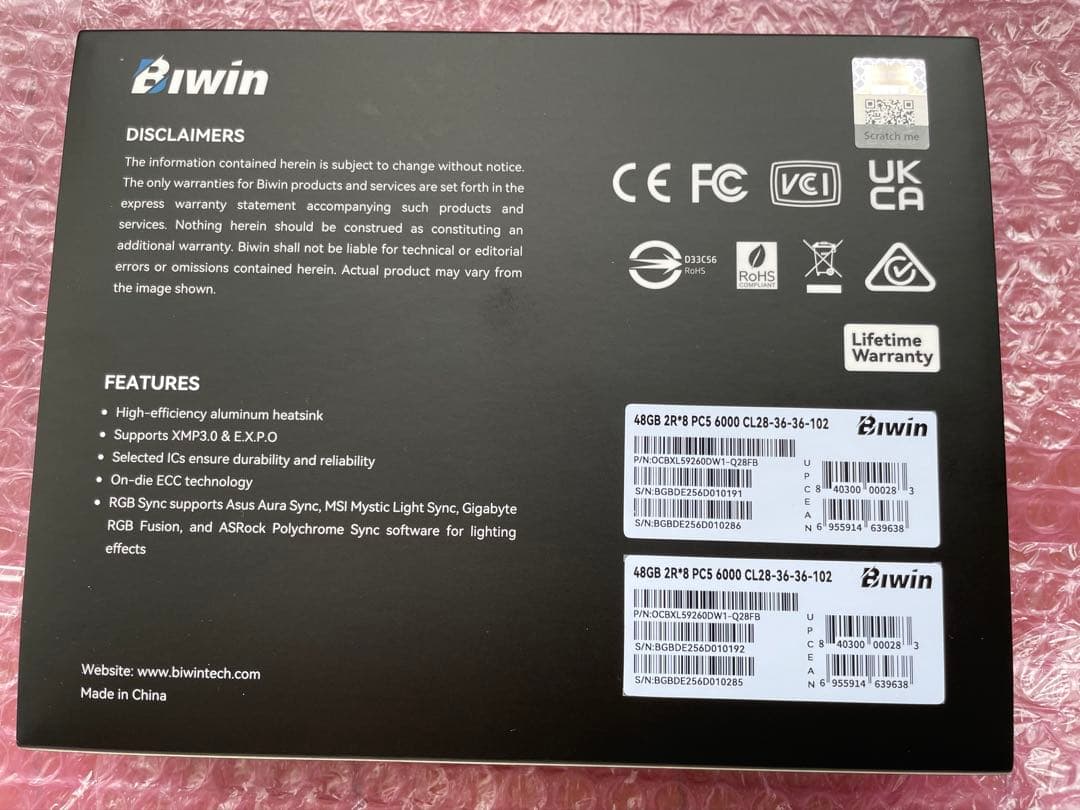 Biwin
DISCLAIMERS
The information contained herein is subject to change without notice.
The only warranties for Biwin products and services are set forth in the
express warranty statement accompanying such products and
services. Nothing herein should be construed as constituting an
additional warranty. Biwin shall not be liable for technical or editorial
errors or omissions contained herein. Actual product may vary from
the image shown.
FEATURES
• High-efficiency aluminum heatsink
• Supports XMP3.0 & E.X.P.O
• Selected ICs ensure durability and reliability
• On-die ECC technology
• RGB Sync supports Asus Aura Sync, MSI Mystic Light Sync, Gigabyte
RGB Fusion, and ASRock Polychrome Sync software for lighting
effects
Website: www.biwintech.com
Made in China
Scratch me
CE FC VCI UK
CA
D33C56
RoHS
RoHS
COMPLIANT
Lifetime
Warranty
48GB 2R*8 PC5 6000 CL28-36-36-102 Biwin
P/N:OCBXL59260DW1-Q28FB
S/N:BGBDE256D010191
S/N:BGBDE256D010286
UPC
8 40300 00028 3
EAN
6 955914 639638
48GB 2R*8 PC5 6000 CL28-36-36-102 Biwin
P/N:OCBXL59260DW1-Q28FB
S/N:BGBDE256D010192
S/N:BGBDE256D010285
UPC
8 40300 00028 3
EAN
6 955914 639638